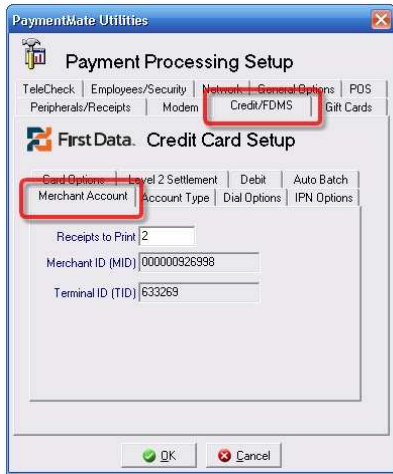 PaymentMate Utilities
Payment Processing Setup
TeleCheck Employees/Security Network General Options POS
Peripherals/Receipts Modem Credit/FDMS Gift Cards
First Data. Credit Card Setup
Card Options Level 2 Settlement Debit Auto Batch
Merchant Account Account Type Dial Options IPN Options
Receipts to Print 2
Merchant ID (MID) 000000926998
Terminal ID (TID) 633269
OK Cancel